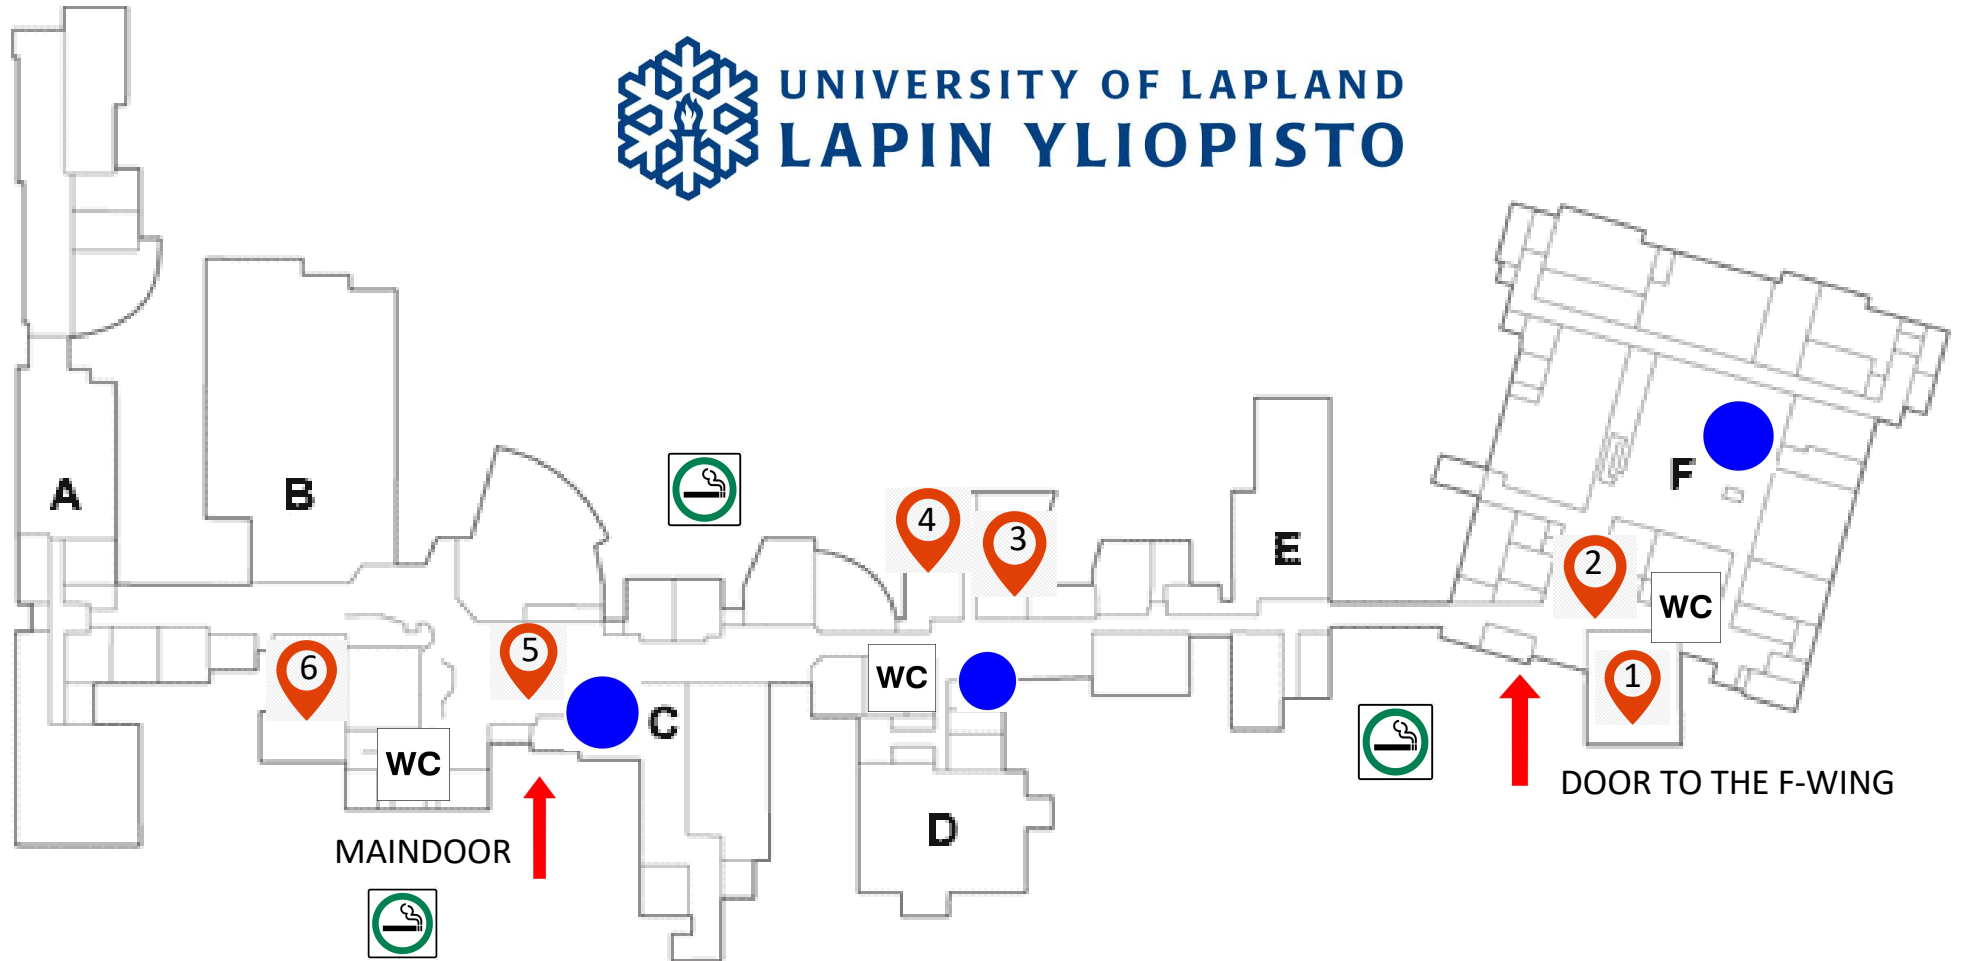 UNIVERSITY OF LAPLAND
LAPIN YLIOPISTO
A
B
4
3
E
F
2
WC
6
5
C
WC
1
WC
D
DOOR TO THE F-WING
MAINDOOR